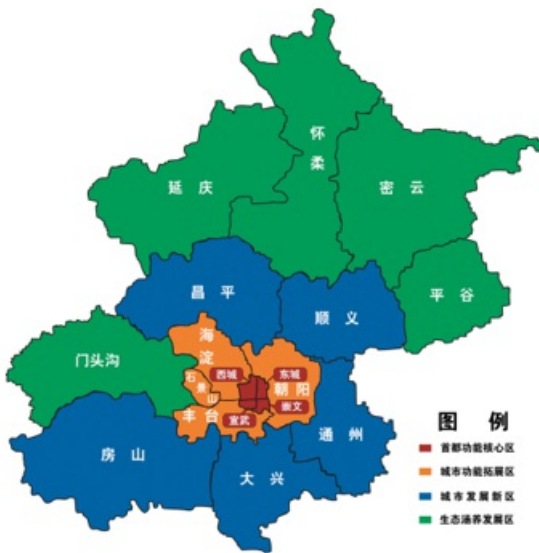 怀柔
延庆
密云
昌平
顺义
平谷
海淀
门头沟
西城
东城
石景山
朝阳
崇文
丰台
宣武
通州
房山
大兴
图例
首都功能核心区
城市功能拓展区
城市发展新区
生态涵养发展区